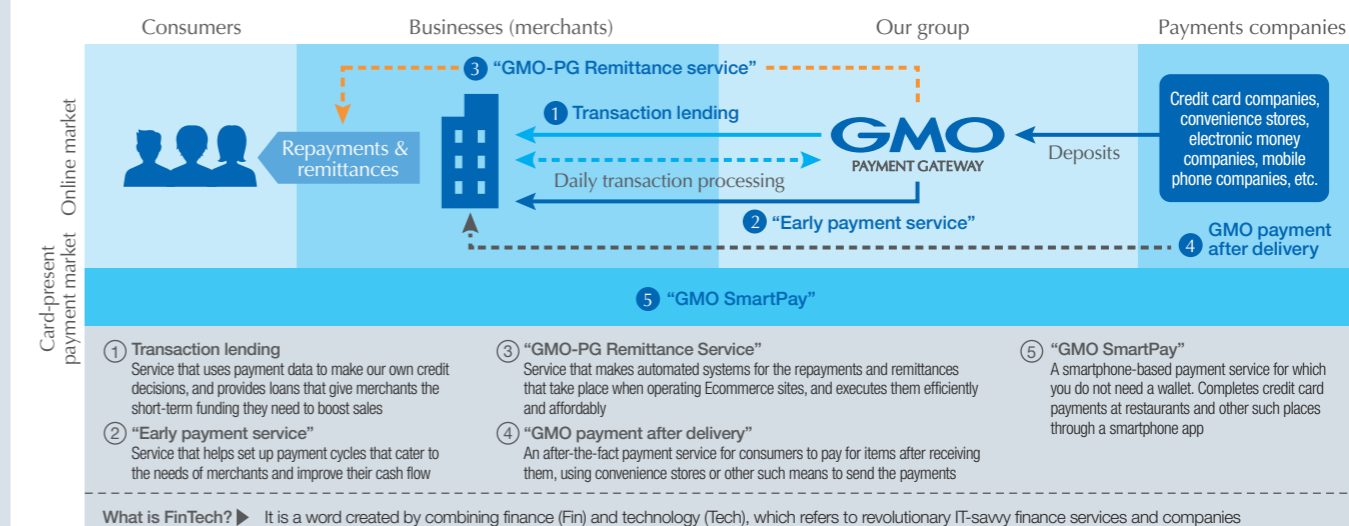 Consumers
Businesses (merchants)
Our group
Payments companies
Online market
Card-present
payment market
3 “GMO-PG Remittance service”
1 Transaction lending
Repayments &
remittances
Daily transaction processing
GMO
PAYMENT GATEWAY
Deposits
Credit card companies,
convenience stores,
electronic money
companies, mobile
phone companies, etc.
2 “Early payment service”
4 GMO payment
after delivery
5 “GMO SmartPay”
1 Transaction lending
Service that uses payment data to make our own credit
decisions, and provides loans that give merchants the
short-term funding they need to boost sales
2 “Early payment service”
Service that helps set up payment cycles that cater to
the needs of merchants and improve their cash flow
3 “GMO-PG Remittance Service”
Service that makes automated systems for the repayments and remittances
that take place when operating Ecommerce sites, and executes them efficiently
and affordably
4 “GMO payment after delivery”
An after-the-fact payment service for consumers to pay for items after receiving
them, using convenience stores or other such means to send the payments
5 “GMO SmartPay”
A smartphone-based payment service for which
you do not need a wallet. Completes credit card
payments at restaurants and other such places
through a smartphone app
What is FinTech? ▶ It is a word created by combining finance (Fin) and technology (Tech), which refers to revolutionary IT-savvy finance services and companies